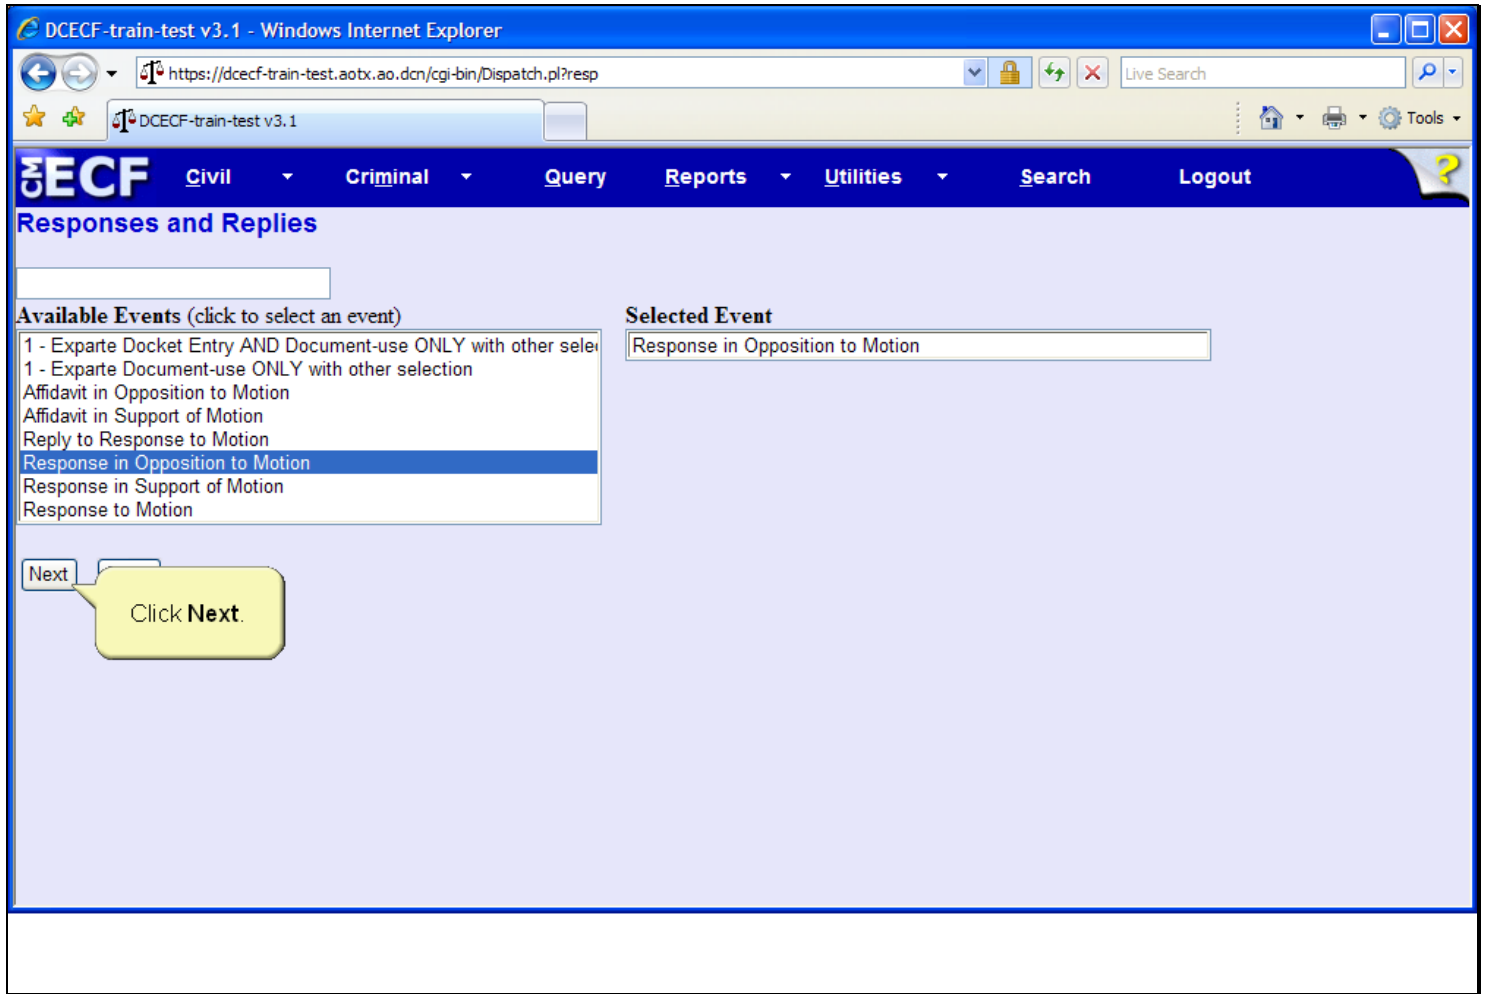 DCECF-train-test v3.1 - Windows Internet Explorer
https://dcecf-train-test.aotx.ao.dcn/cgi-bin/Dispatch.pl?resp
Live Search
DCECF-train-test v3.1
Tools
CM ECF Civil Criminal Query Reports Utilities Search Logout ?
Responses and Replies
Available Events (click to select an event)
Selected Event
1 - Exparte Docket Entry AND Document-use ONLY with other sele
Response in Opposition to Motion
1 - Exparte Document-use ONLY with other selection
Affidavit in Opposition to Motion
Affidavit in Support of Motion
Reply to Response to Motion
Response in Opposition to Motion
Response in Support of Motion
Response to Motion
Next
Click Next.